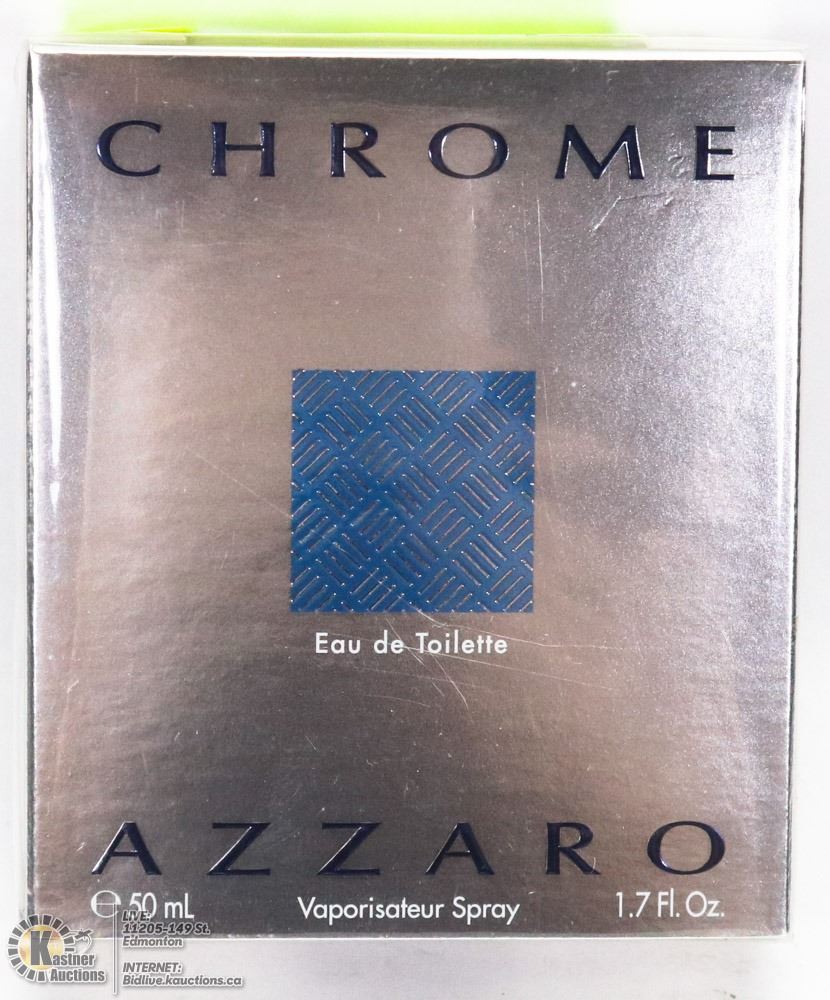 CHROME
Eau de Toilette
AZZARO
℮ 50 mL Vaporisateur Spray 1.7 Fl. Oz.
Kastner Auctions
LIVE:
11205-149 St.
Edmonton
INTERNET:
Bidlive.kauctions.ca